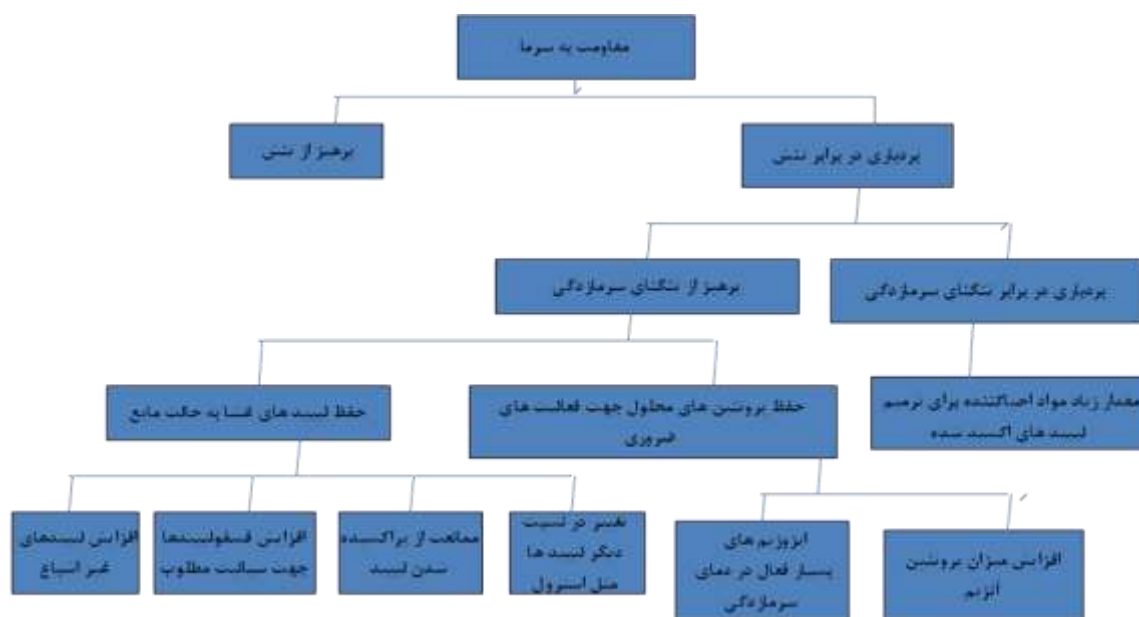 مقاومت به سرما
پرهیز از تنش
بردباری در برابر تنش
پرهیز از تنگنای سرمازدگی
بردباری در برابر تنگنای سرمازدگی
حفظ لیپید های غشا به حالت مایع
حفظ پروتئین های محلول جهت فعالیت های
ضروری
مقدار زیاد مواد احیاکننده برای ترمیم
لیپید های اکسید شده
افزایش لیپیدهای
غیر اشباع
افزایش فسفولیپیدها
جهت سیالیت مطلوب
ممانعت از پراکسیده
شدن لیپید
تغییر در نسبت
دیگر لیپید ها
مثل استرول
ایزوزیم های
بسیار فعال در دمای
سرمازدگی
افزایش میزان پروتئین
آنزیم